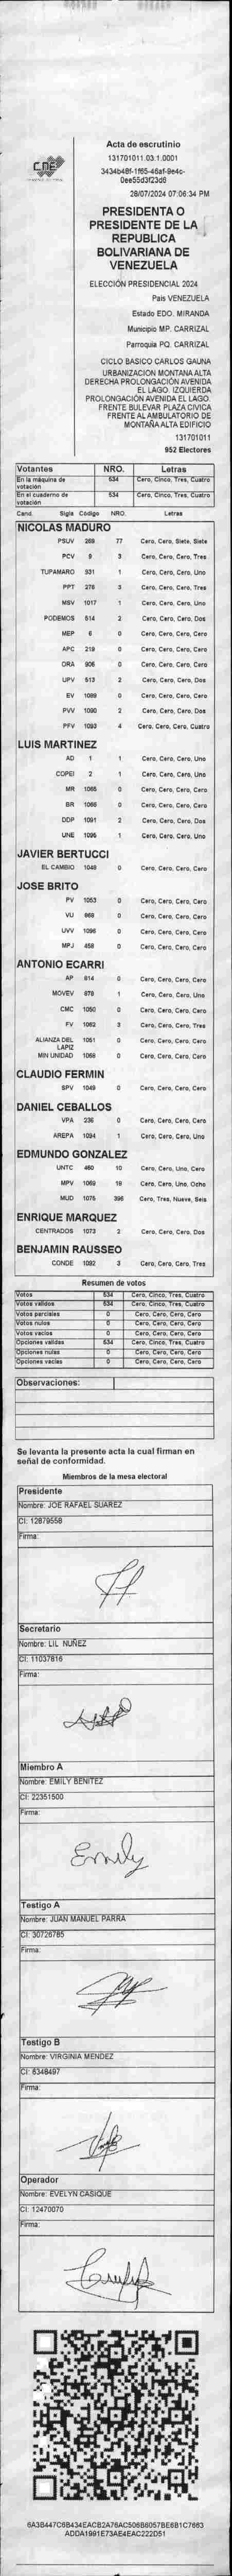 CNE
Acta de escrutinio
131701011.03.1.0001
3434b48f-1f65-46af-9e4c-
0ee55d3f23d6
28/07/2024 07:06:34 PM
PRESIDENTA O
PRESIDENTE DE LA
REPUBLICA
BOLIVARIANA DE
VENEZUELA
ELECCIÓN PRESIDENCIAL 2024
Pais VENEZUELA
Estado EDO. MIRANDA
Municipio MP. CARRIZAL
Parroquia PQ. CARRIZAL
CICLO BASICO CARLOS GAUNA
URBANIZACION MONTANA ALTA
DERECHA PROLONGACIÓN AVENIDA
EL LAGO. IZQUIERDA
PROLONGACIÓN AVENIDA EL LAGO.
FRENTE BULEVAR PLAZA CIVICA
FRENTE AL AMBULATORIO DE
MONTAÑA ALTA EDIFICIO
131701011
952 Electores
Votantes NRO. Letras
En la máquina de votación 534 Cero, Cinco, Tres, Cuatro
En el cuaderno de votación 534 Cero, Cinco, Tres, Cuatro
Cand. Sigla Codigo NRO. Letras
NICOLAS MADURO
PSUV 268 77 Cero, Cero, Siete, Siete
PCV 9 3 Cero, Cero, Cero, Tres
TUPAMARO 931 1 Cero, Cero, Cero, Uno
PPT 276 3 Cero, Cero, Cero, Tres
MSV 1017 1 Cero, Cero, Cero, Uno
PODEMOS 514 2 Cero, Cero, Cero, Dos
MEP 6 0 Cero, Cero, Cero, Cero
APC 219 0 Cero, Cero, Cero, Cero
ORA 906 0 Cero, Cero, Cero, Cero
UPV 513 2 Cero, Cero, Cero, Dos
EV 1089 0 Cero, Cero, Cero, Cero
PVV 1090 2 Cero, Cero, Cero, Dos
PFV 1093 4 Cero, Cero, Cero, Cuatro
LUIS MARTINEZ
AD 1 1 Cero, Cero, Cero, Uno
COPEI 2 1 Cero, Cero, Cero, Uno
MR 1065 0 Cero, Cero, Cero, Cero
BR 1066 0 Cero, Cero, Cero, Cero
DDP 1091 2 Cero, Cero, Cero, Dos
UNE 1095 1 Cero, Cero, Cero, Uno
JAVIER BERTUCCI
EL CAMBIO 1048 0 Cero, Cero, Cero, Cero
JOSE BRITO
PV 1053 0 Cero, Cero, Cero, Cero
VU 969 0 Cero, Cero, Cero, Cero
UVV 1096 0 Cero, Cero, Cero, Cero
MPJ 458 0 Cero, Cero, Cero, Cero
ANTONIO ECARRI
AP 814 0 Cero, Cero, Cero, Cero
MOVEV 879 1 Cero, Cero, Cero, Uno
CMC 1050 0 Cero, Cero, Cero, Cero
FV 1062 3 Cero, Cero, Cero, Tres
ALIANZA DEL LAPIZ 1051 0 Cero, Cero, Cero, Cero
MIN UNIDAD 1068 0 Cero, Cero, Cero, Cero
CLAUDIO FERMIN
SPV 1049 0 Cero, Cero, Cero, Cero
DANIEL CEBALLOS
VPA 236 0 Cero, Cero, Cero, Cero
AREPA 1094 1 Cero, Cero, Cero, Uno
EDMUNDO GONZALEZ
UNTC 460 10 Cero, Cero, Uno, Cero
MPV 1069 18 Cero, Cero, Uno, Ocho
MUD 1075 396 Cero, Tres, Nueve, Seis
ENRIQUE MARQUEZ
CENTRADOS 1073 2 Cero, Cero, Cero, Dos
BENJAMIN RAUSSEO
CONDE 1092 3 Cero, Cero, Cero, Tres
Resumen de votos
Votos 534 Cero, Cinco, Tres, Cuatro
Votos validos 534 Cero, Cinco, Tres, Cuatro
Votos parciales 0 Cero, Cero, Cero, Cero
Votos nulos 0 Cero, Cero, Cero, Cero
Votos vacios 0 Cero, Cero, Cero, Cero
Opciones validas 534 Cero, Cinco, Tres, Cuatro
Opciones nulas 0 Cero, Cero, Cero, Cero
Opciones vacias 0 Cero, Cero, Cero, Cero
Observaciones:
Se levanta la presente acta la cual firman en
señal de conformidad.
Miembros de la mesa electoral
Presidente
Nombre: JOE RAFAEL SUAREZ
CI: 12879558
Firma:
Secretario
Nombre: LIL NUÑEZ
CI: 11037816
Firma:
Miembro A
Nombre: EMILY BENITEZ
CI: 22351500
Firma:
Emily
Testigo A
Nombre: JUAN MANUEL PARRA
CI: 30726785
Firma:
Testigo B
Nombre: VIRGINIA MENDEZ
CI: 6348497
Firma:
Operador
Nombre: EVELYN CASIQUE
CI: 12470070
Firma:
6A3B447C6B434EACB2A76AC506B6057BE6B1C7663
ADDA1991E73AE4EAC222D51